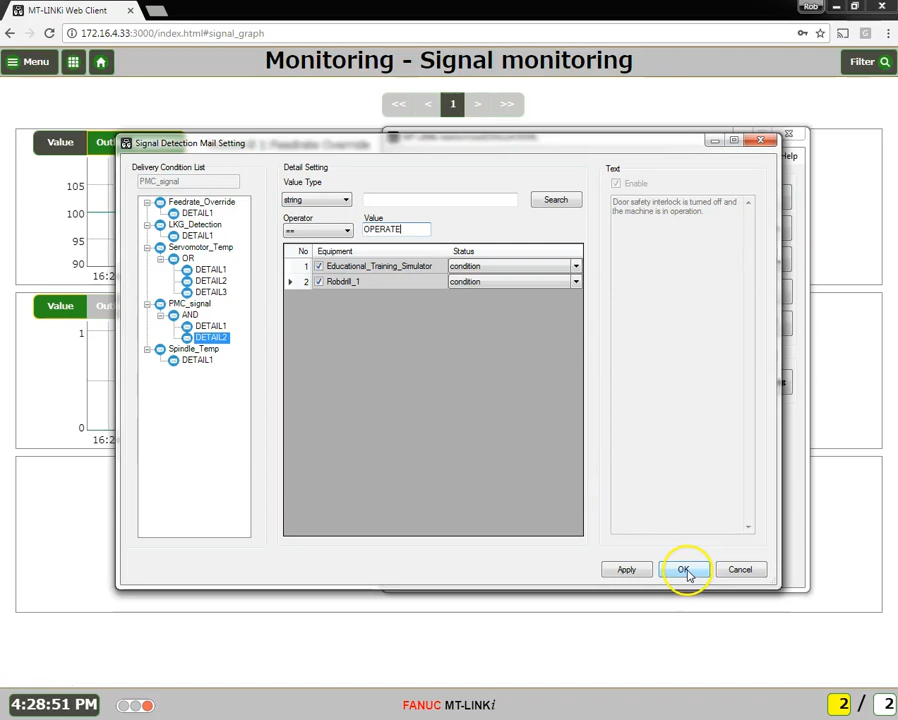 MT-LINKi Web Client
Rob
172.16.4.33:3000/index.html#signal_graph
Menu
Monitoring - Signal monitoring
Filter
<< < 1 > >>
Value
Signal Detection Mail Setting
Help
Delivery Condition List
PMC_signal
Feedrate_Override
DETAIL1
LKG_Detection
DETAIL1
Servomotor_Temp
OR
DETAIL1
DETAIL2
DETAIL3
PMC_signal
AND
DETAIL1
DETAIL2
Spindle_Temp
DETAIL1
Detail Setting
Value Type
string
Search
Operator
Value
==
OPERATE
No Equipment Status
1 Educational_Training_Simulator condition
2 Robdrill_1 condition
Text
Enable
Door safety interlock is turned off and
the machine is in operation.
Apply
OK
Cancel
105
100
95
90
16:2
Value
1
0
16:2
4:28:51 PM
FANUC MT-LINKi
2 / 2